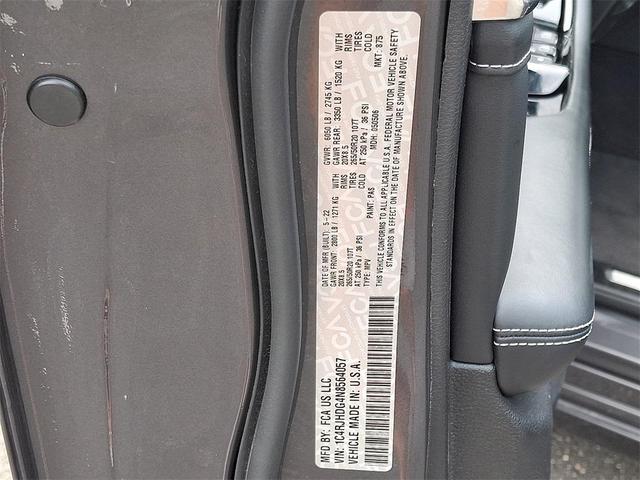 MFD BY: FCA US LLC
VIN: 1C4RJHDG4N8564057
VEHICLE MADE IN: U.S.A.
DATE OF MFR (BUILT): 5-22
GAWR FRONT: 2800 LB / 1271 KG WITH
20X8.5 RIMS
265/50R20 107T TIRES
AT 250 kPa / 36 PSI COLD
TYPE: MPV PAINT: PAS
GVWR: 6050 LB / 2745 KG
GAWR REAR: 3350 LB / 1520 KG WITH
20X8.5 RIMS
265/50R20 107T TIRES
AT 250 kPa / 36 PSI COLD
MDH: 050506 MKT: 875
THIS VEHICLE CONFORMS TO ALL APPLICABLE U.S.A. FEDERAL MOTOR VEHICLE SAFETY
STANDARDS IN EFFECT ON THE DATE OF MANUFACTURE SHOWN ABOVE.